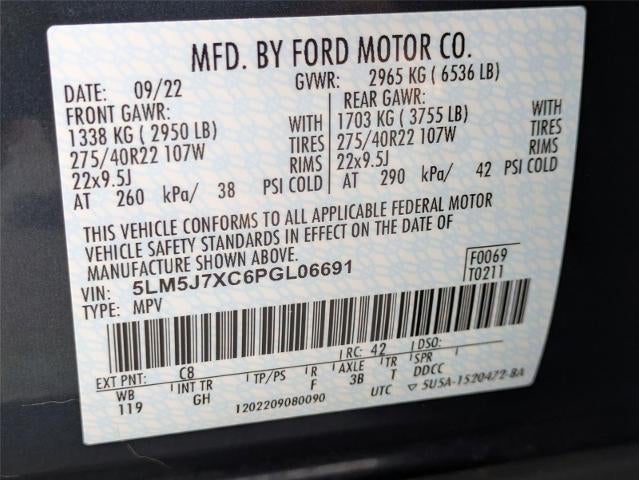 MFD. BY FORD MOTOR CO.
DATE: 09/22 GVWR: 2965 KG ( 6536 LB)
FRONT GAWR: REAR GAWR:
1338 KG ( 2950 LB) WITH 1703 KG ( 3755 LB) WITH
275/40R22 107W TIRES 275/40R22 107W TIRES
22x9.5J RIMS 22x9.5J RIMS
AT 260 kPa/ 38 PSI COLD AT 290 kPa/ 42 PSI COLD
THIS VEHICLE CONFORMS TO ALL APPLICABLE FEDERAL MOTOR
VEHICLE SAFETY STANDARDS IN EFFECT ON THE DATE OF
MANUFACTURE SHOWN ABOVE.
VIN: 5LM5J7XC6PGL06691 F0069
TYPE: MPV T0211
EXT PNT: C8 RC: 42 DSO:
WB INT TR TP/PS R AXLE TR SPR
119 GH F 3B T DDCC
1202209080090 UTC ▽ 5U5A-1520472-BA